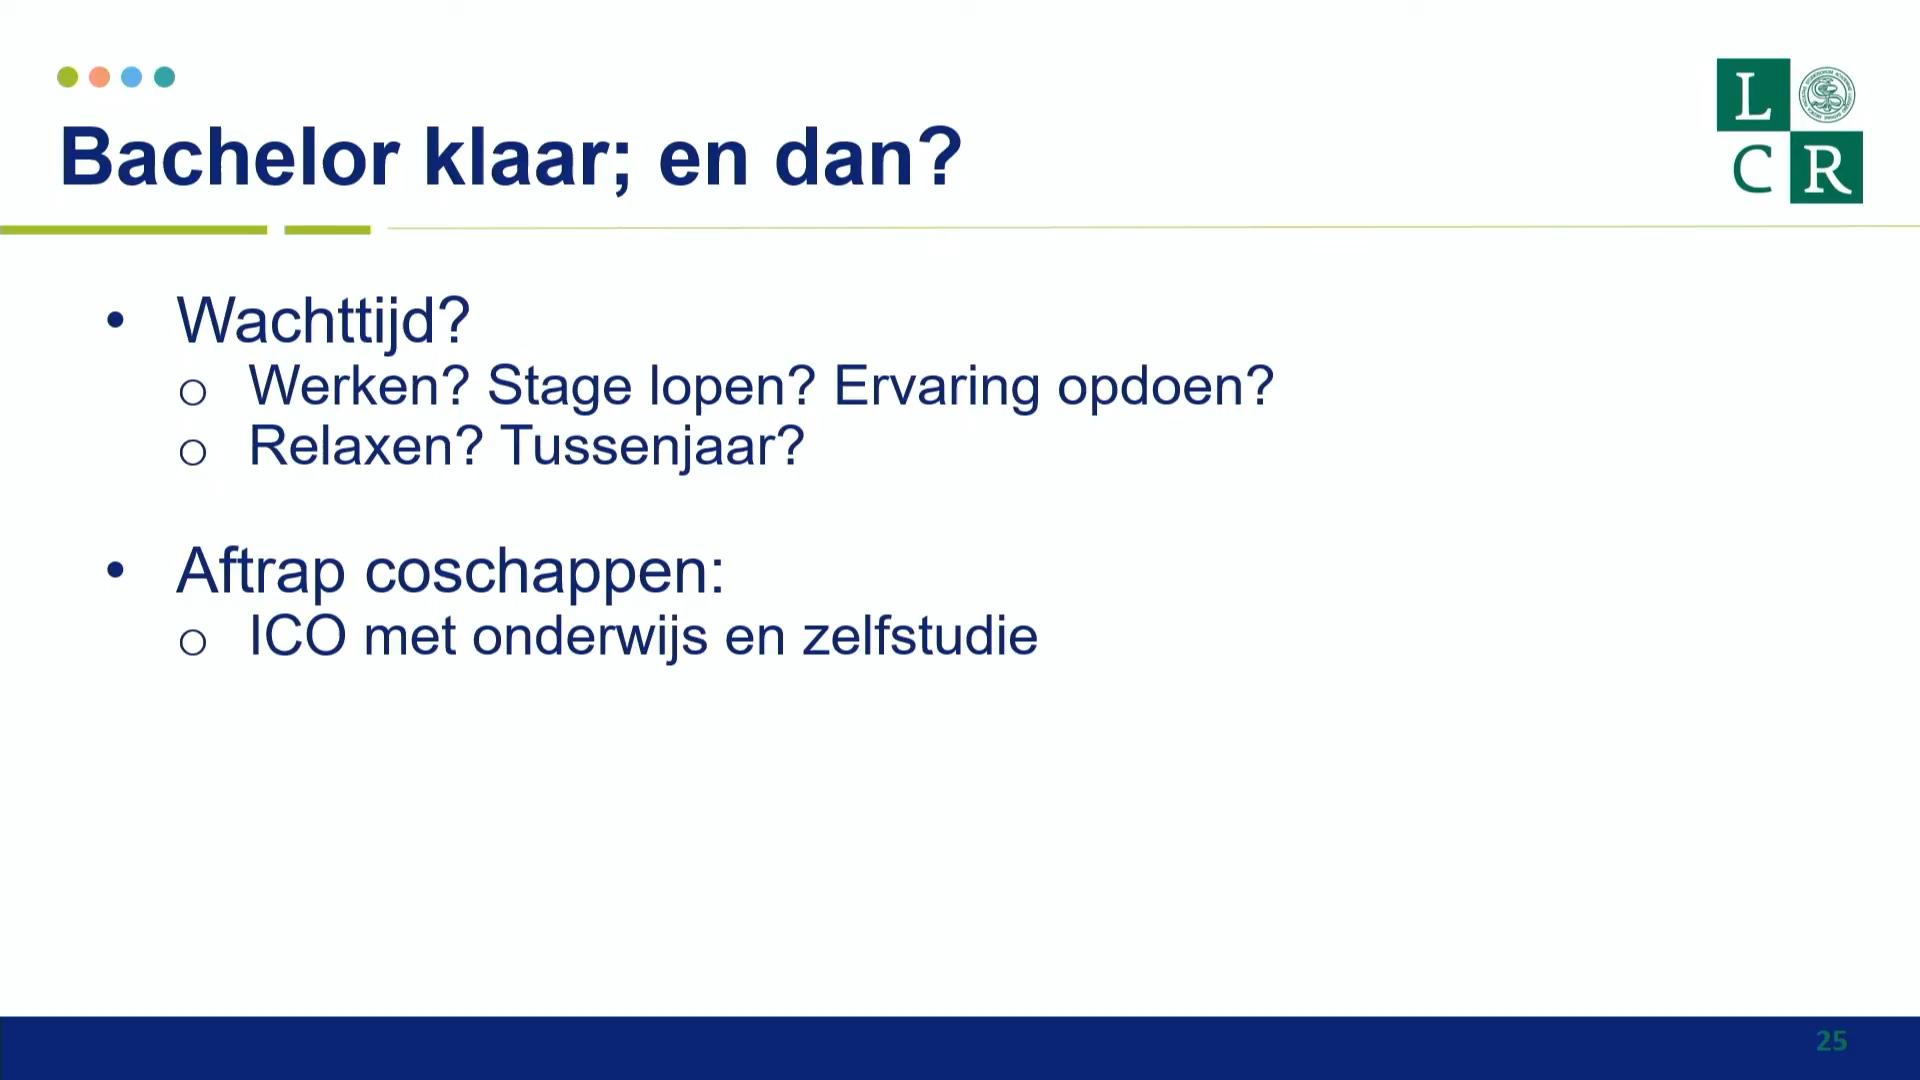 L
C R
Bachelor klaar; en dan?
• Wachttijd?
o Werken? Stage lopen? Ervaring opdoen?
o Relaxen? Tussenjaar?
• Aftrap coschappen:
o ICO met onderwijs en zelfstudie
25